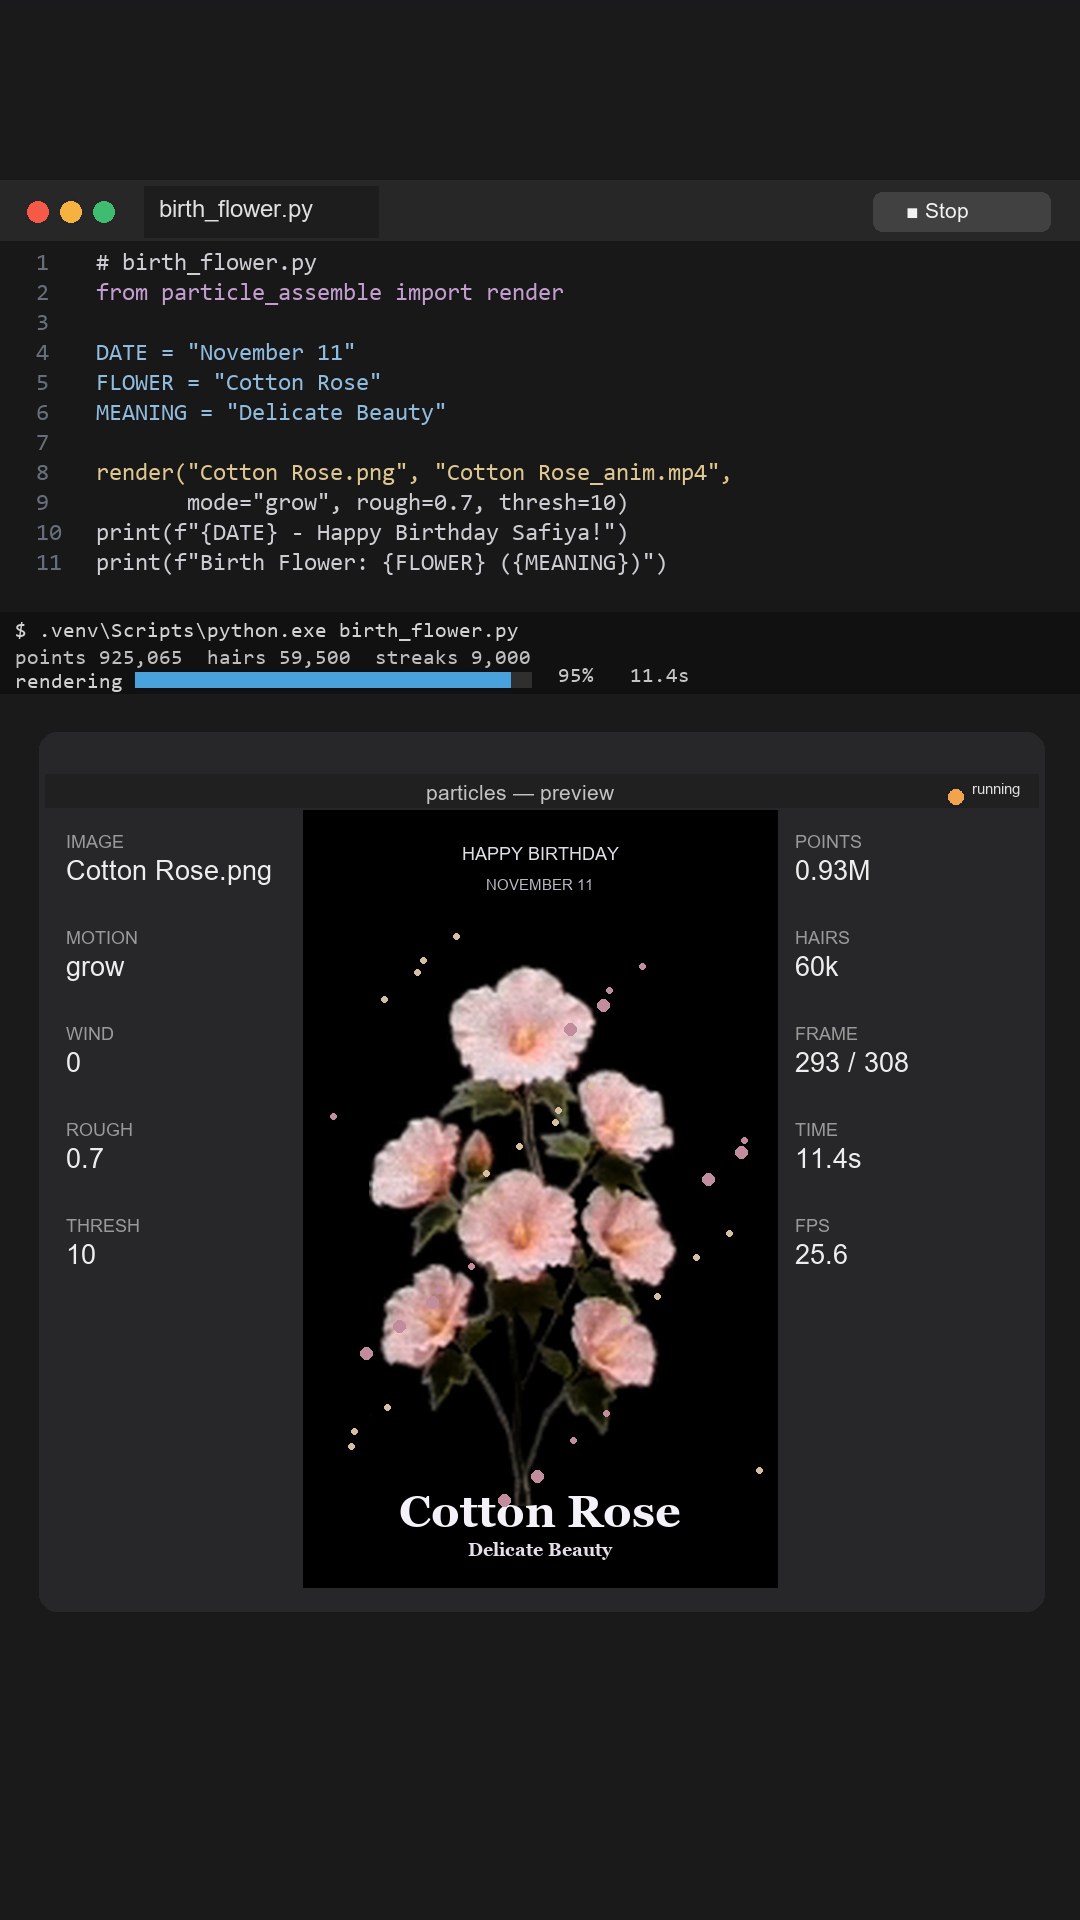 birth_flower.py
■ Stop
1 # birth_flower.py
2 from particle_assemble import render
3
4 DATE = "November 11"
5 FLOWER = "Cotton Rose"
6 MEANING = "Delicate Beauty"
7
8 render("Cotton Rose.png", "Cotton Rose_anim.mp4",
9 mode="grow", rough=0.7, thresh=10)
10 print(f"{DATE} - Happy Birthday Safiya!")
11 print(f"Birth Flower: {FLOWER} ({MEANING})")
$ .venv\Scripts\python.exe birth_flower.py
points 925,065 hairs 59,500 streaks 9,000
rendering 95% 11.4s
particles — preview
running
IMAGE
Cotton Rose.png
MOTION
grow
WIND
0
ROUGH
0.7
THRESH
10
HAPPY BIRTHDAY
NOVEMBER 11
Cotton Rose
Delicate Beauty
POINTS
0.93M
HAIRS
60k
FRAME
293 / 308
TIME
11.4s
FPS
25.6